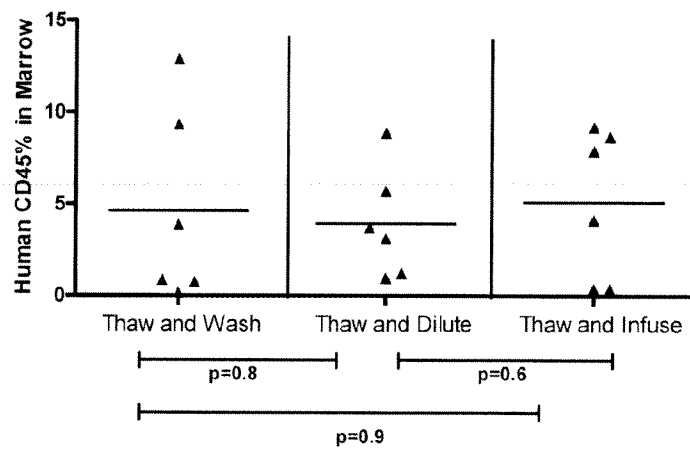 Human CD45% in Marrow
15
10
5
0
Thaw and Wash
Thaw and Dilute
Thaw and Infuse
p=0.8
p=0.6
p=0.9